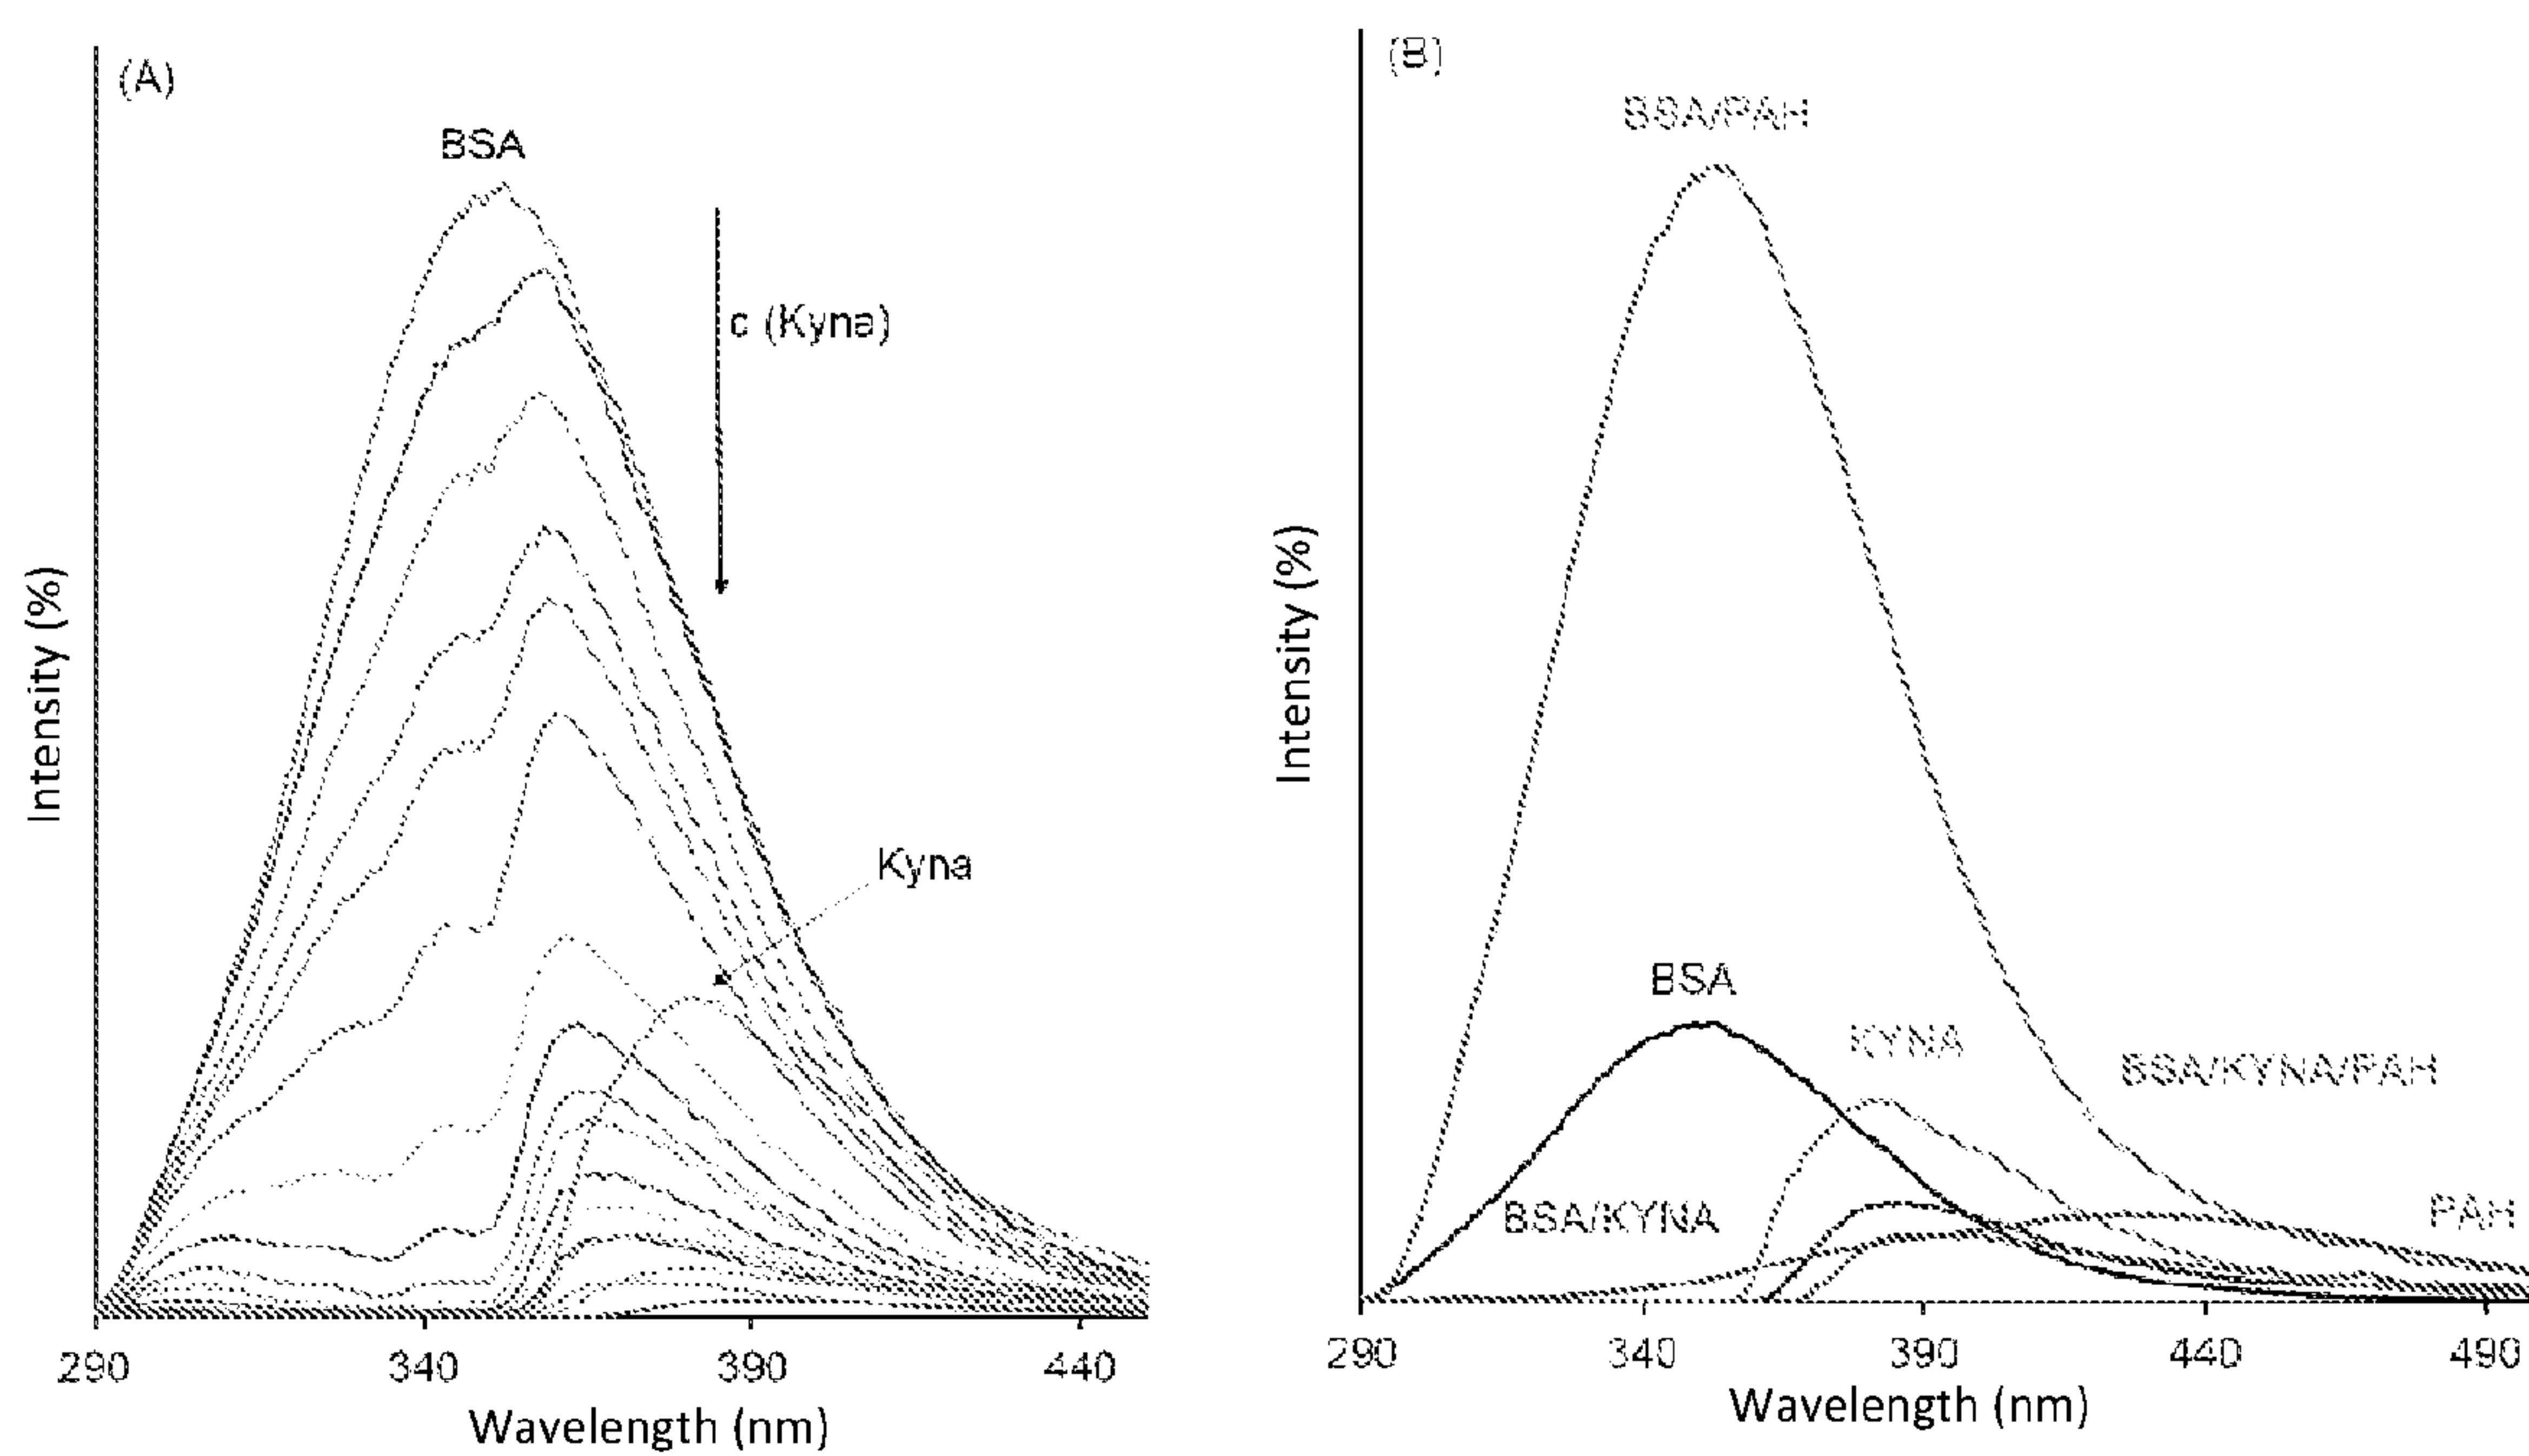 (A)
BSA
c (Kyna)
Kyna
Intensity (%)
290 340 390 440
Wavelength (nm)
(B)
BSA/PAH
BSA
KYNA
BSA/KYNA/PAH
BSA/KYNA
PAH
Intensity (%)
290 340 390 440 490
Wavelength (nm)